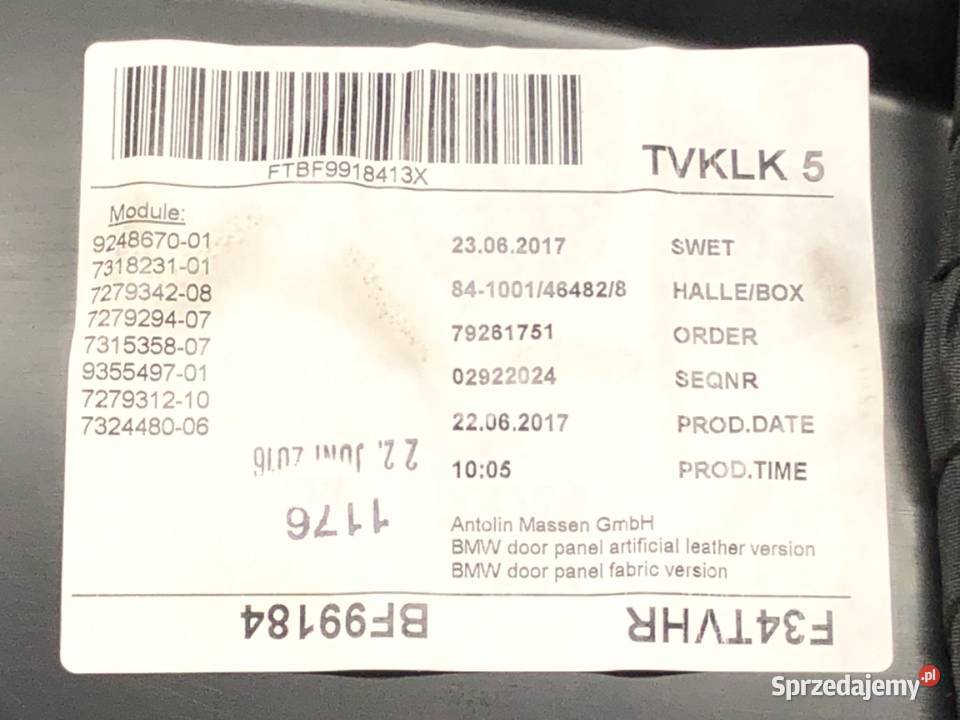 FTBF9918413X
TVKLK 5
Module:
9248670-01
7318231-01
7279342-08
7279294-07
7315358-07
9355497-01
7279312-10
7324480-06
23.06.2017 SWET
84-1001/46482/8 HALLE/BOX
79261751 ORDER
02922024 SEQNR
22.06.2017 PROD.DATE
10:05 PROD.TIME
22. JUNI 2016
1176
Antolin Massen GmbH
BMW door panel artificial leather version
BMW door panel fabric version
BF99184
F34TVHR
Sprzedajemy.pl